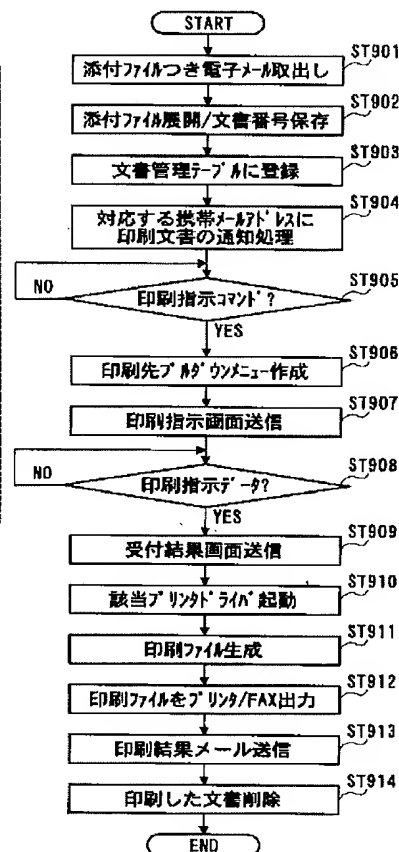 START
ST901
添付ファイルつき電子メール取出し
ST902
添付ファイル展開/文書番号保存
ST903
文書管理テーブルに登録
ST904
対応する携帯メールアドレスに
印刷文書の通知処理
ST905
NO
印刷指示コマンド?
YES
ST906
印刷先プルダウンメニュー作成
ST907
印刷指示画面送信
ST908
NO
印刷指示データ?
YES
ST909
受付結果画面送信
ST910
該当プリンタドライバ起動
ST911
印刷ファイル生成
ST912
印刷ファイルをプリンタ/FAX出力
ST913
印刷結果メール送信
ST914
印刷した文書削除
END